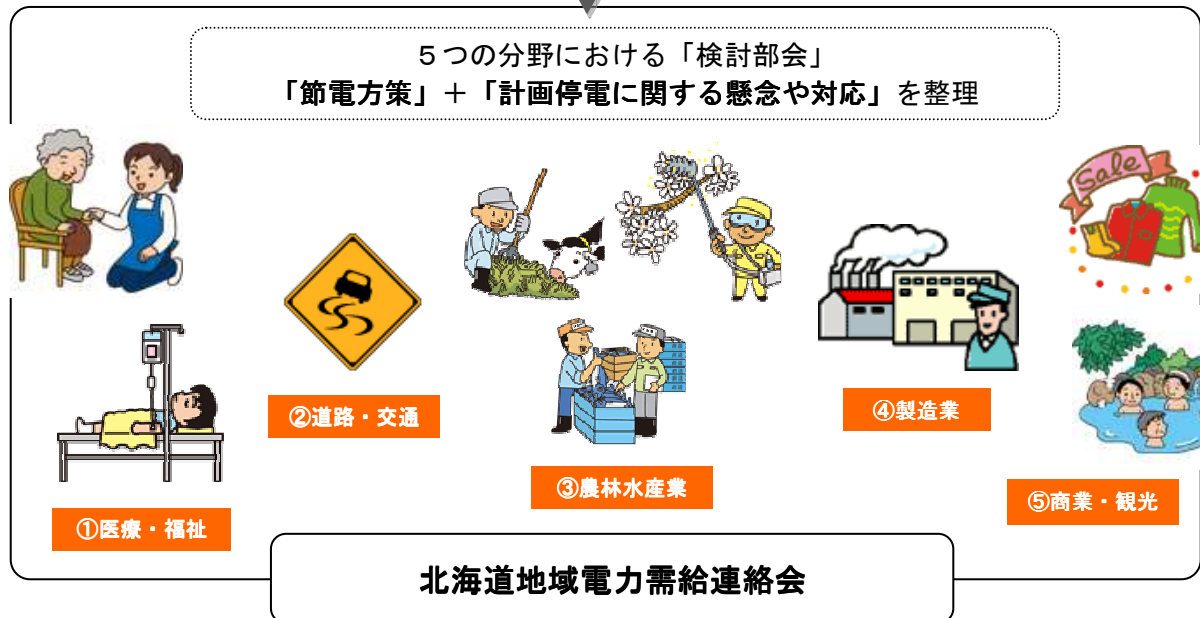 ５つの分野における「検討部会」
「節電方策」＋「計画停電に関する懸念や対応」を整理
Sale
①医療・福祉
②道路・交通
③農林水産業
④製造業
⑤商業・観光
北海道地域電力需給連絡会